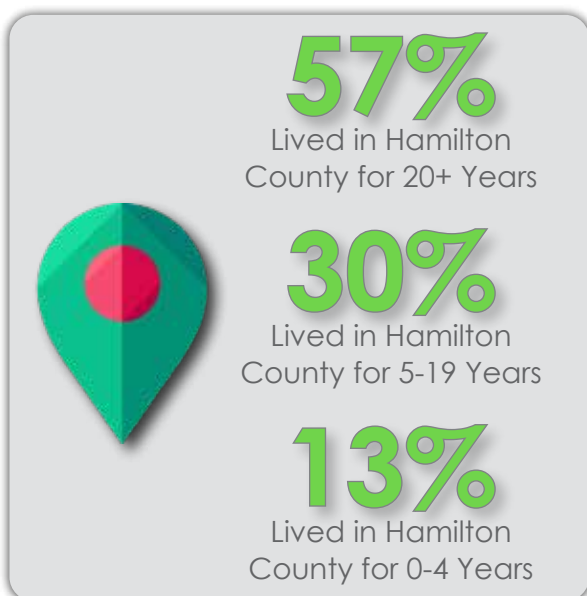 57%
Lived in Hamilton
County for 20+ Years
30%
Lived in Hamilton
County for 5-19 Years
13%
Lived in Hamilton
County for 0-4 Years